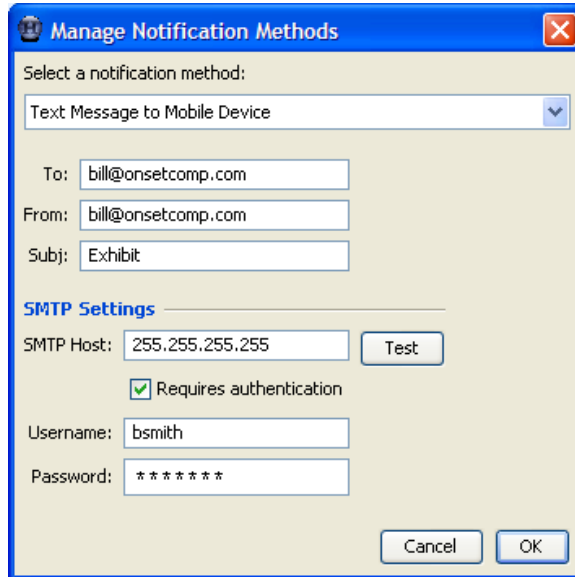 Manage Notification Methods
Select a notification method:
Text Message to Mobile Device
To: bill@onsetcomp.com
From: bill@onsetcomp.com
Subj: Exhibit
SMTP Settings
SMTP Host: 255.255.255.255 Test
Requires authentication
Username: bsmith
Password: *******
Cancel OK